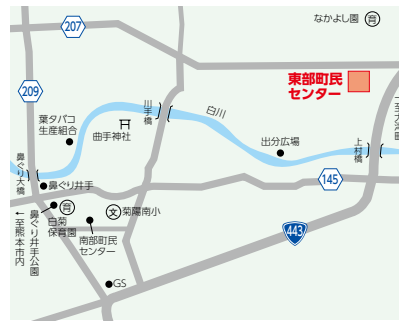 なかよし園 育
207
東部町民
センター
209
川手橋
白川
葉タバコ
生産組合
曲手神社
出分広場
上村橋
鼻ぐり大橋
鼻ぐり井手
145
育
白菊
保育園
文 菊陽南小
南部町民
センター
鼻ぐり井手公園
↑至熊本市内
443
GS